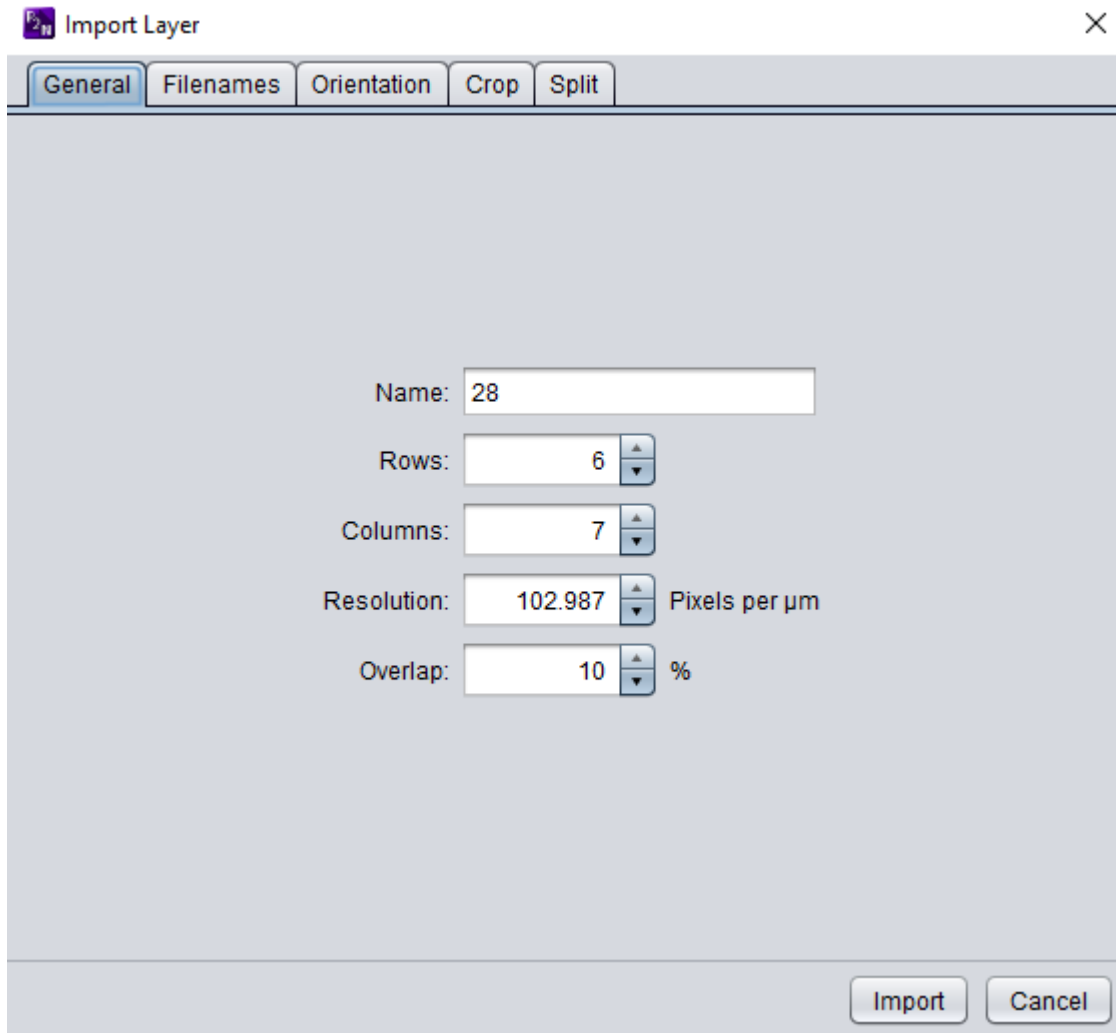 P2N Import Layer
General Filenames Orientation Crop Split
Name: 28
Rows: 6
Columns: 7
Resolution: 102.987 Pixels per µm
Overlap: 10 %
Import Cancel